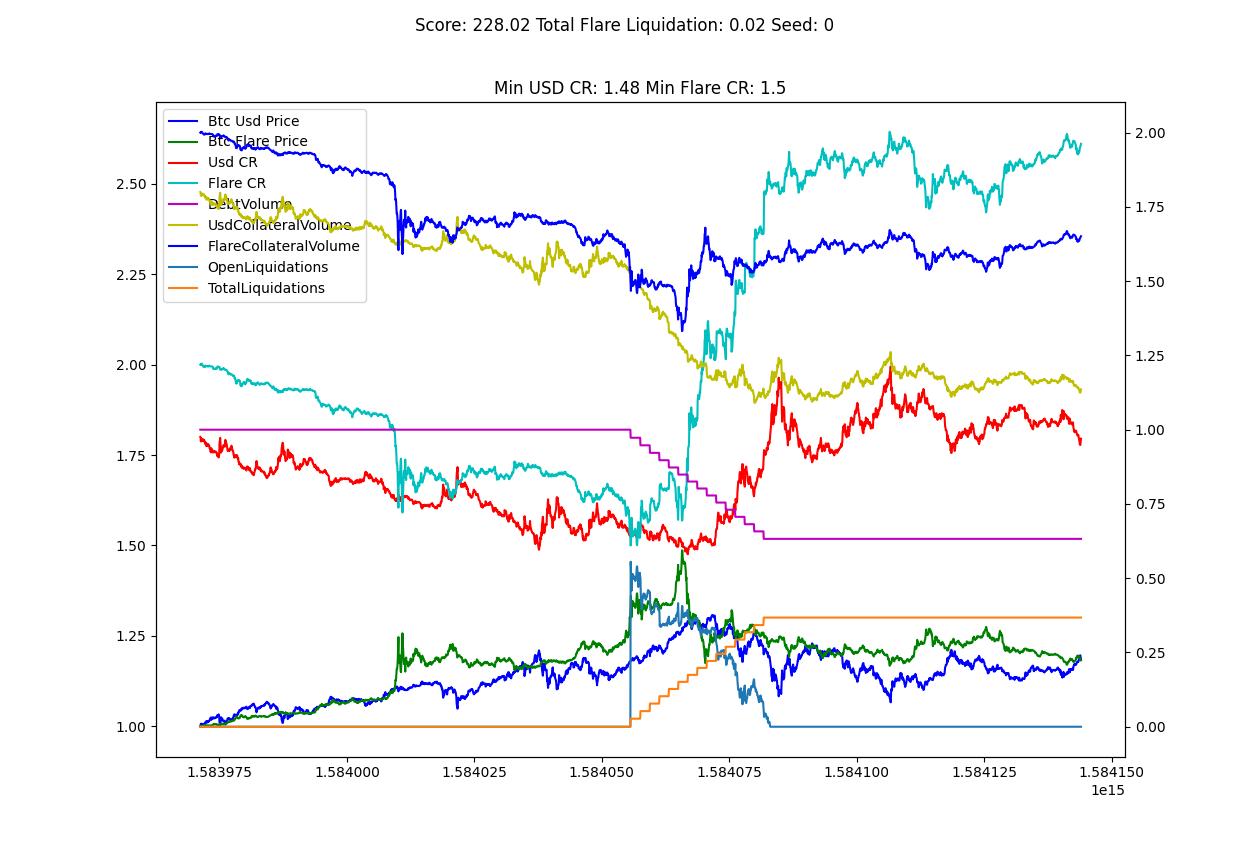 Score: 228.02 Total Flare Liquidation: 0.02 Seed: 0
Min USD CR: 1.48 Min Flare CR: 1.5
Btc Usd Price
Btc Flare Price
Usd CR
Flare CR
DebtVolume
UsdCollateralVolume
FlareCollateralVolume
OpenLiquidations
TotalLiquidations
2.50
2.25
2.00
1.75
1.50
1.25
1.00
2.00
1.75
1.50
1.25
1.00
0.75
0.50
0.25
0.00
1.583975 1.584000 1.584025 1.584050 1.584075 1.584100 1.584125 1.584150
1e15